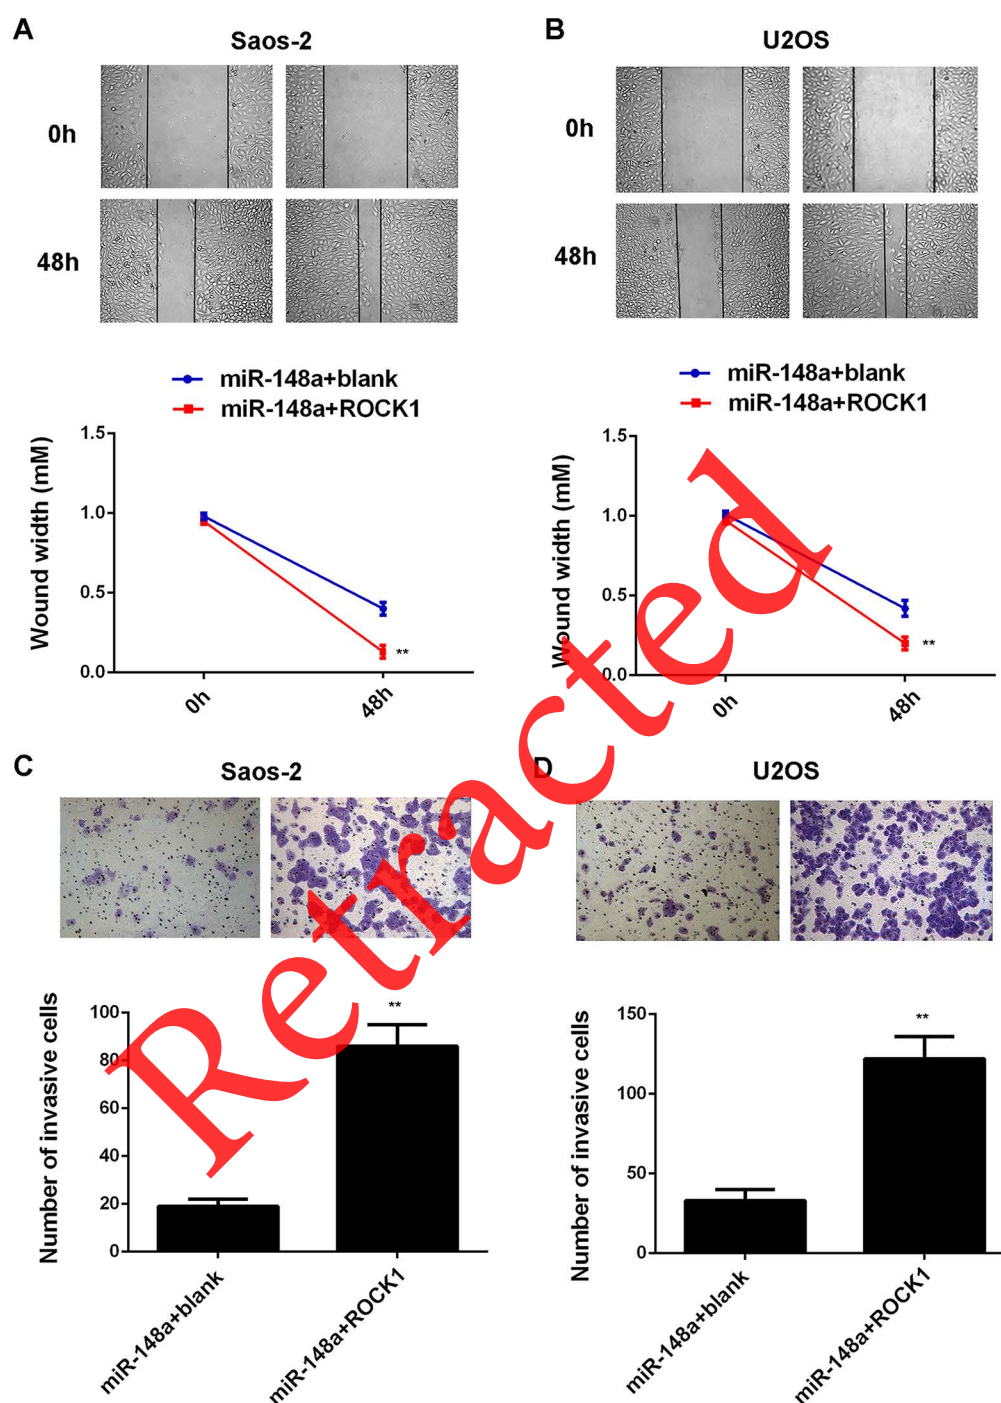 A
Saos-2
0h
48h
miR-148a+blank
miR-148a+ROCK1
Wound width (mM)
1.5
1.0
0.5
0.0
**
0h
48h
B
U2OS
0h
48h
miR-148a+blank
miR-148a+ROCK1
Wound width (mM)
1.5
1.0
0.5
0.0
**
0h
48h
C
Saos-2
Number of invasive cells
100
80
60
40
20
0
**
miR-148a+blank
miR-148a+ROCK1
D
U2OS
Number of invasive cells
150
100
50
0
**
miR-148a+blank
miR-148a+ROCK1
Retracted